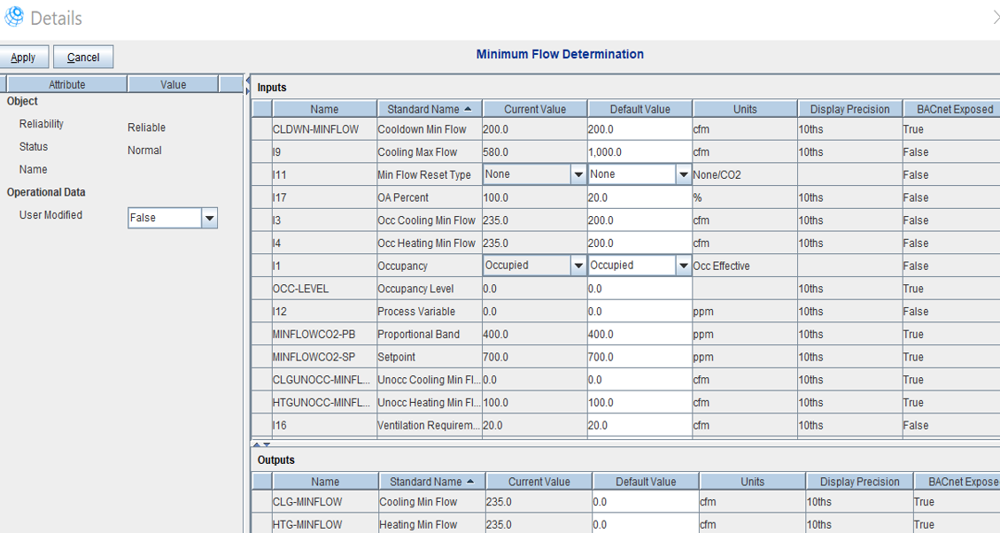 Details
Apply Cancel Minimum Flow Determination
Attribute Value
Object
Reliability Reliable
Status Normal
Name
Operational Data
User Modified False
Inputs
Name Standard Name Current Value Default Value Units Display Precision BACnet Exposed
CLDWN-MINFLOW Cooldown Min Flow 200.0 200.0 cfm 10ths True
I9 Cooling Max Flow 580.0 1,000.0 cfm 10ths False
I11 Min Flow Reset Type None None None/CO2 False
I17 OA Percent 100.0 20.0 % 10ths False
I3 Occ Cooling Min Flow 235.0 200.0 cfm 10ths False
I4 Occ Heating Min Flow 235.0 200.0 cfm 10ths False
I1 Occupancy Occupied Occupied Occ Effective False
OCC-LEVEL Occupancy Level 0.0 0.0 10ths True
I12 Process Variable 0.0 0.0 ppm 10ths False
MINFLOWCO2-PB Proportional Band 400.0 400.0 ppm 10ths True
MINFLOWCO2-SP Setpoint 700.0 700.0 ppm 10ths True
CLGUNOCC-MINFL... Unocc Cooling Min Fl... 0.0 0.0 cfm 10ths True
HTGUNOCC-MINFL... Unocc Heating Min Fl... 100.0 100.0 cfm 10ths True
I16 Ventilation Requirem... 20.0 20.0 cfm 10ths False
Outputs
Name Standard Name Current Value Default Value Units Display Precision BACnet Expose
CLG-MINFLOW Cooling Min Flow 235.0 0.0 cfm 10ths True
HTG-MINFLOW Heating Min Flow 235.0 0.0 cfm 10ths True